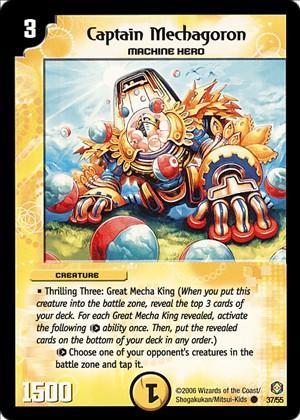 3
Captain Mechagoron
MACHINE HERO
CREATURE
▪ Thrilling Three: Great Mecha King (When you put this
creature into the battle zone, reveal the top 3 cards of
your deck. For each Great Mecha King revealed, activate
the following ability once. Then, put the revealed
cards on the bottom of your deck in any order.)
Choose one of your opponent's creatures in the
battle zone and tap it.
1500
1
©2006 Wizards of the Coast/
Shogakukan/Mitsui-Kids ● 37/55